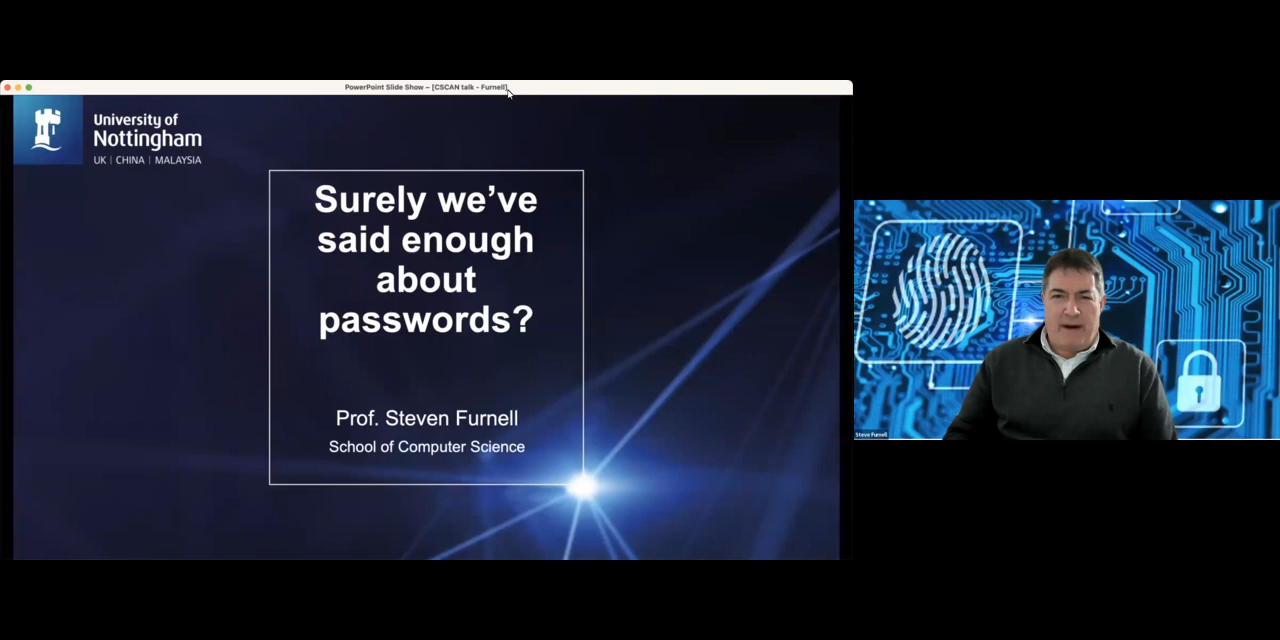 PowerPoint Slide Show – [CSCAN talk - Furnell]
University of
Nottingham
UK | CHINA | MALAYSIA
Surely we’ve
said enough
about
passwords?
Prof. Steven Furnell
School of Computer Science
Steve Furnell